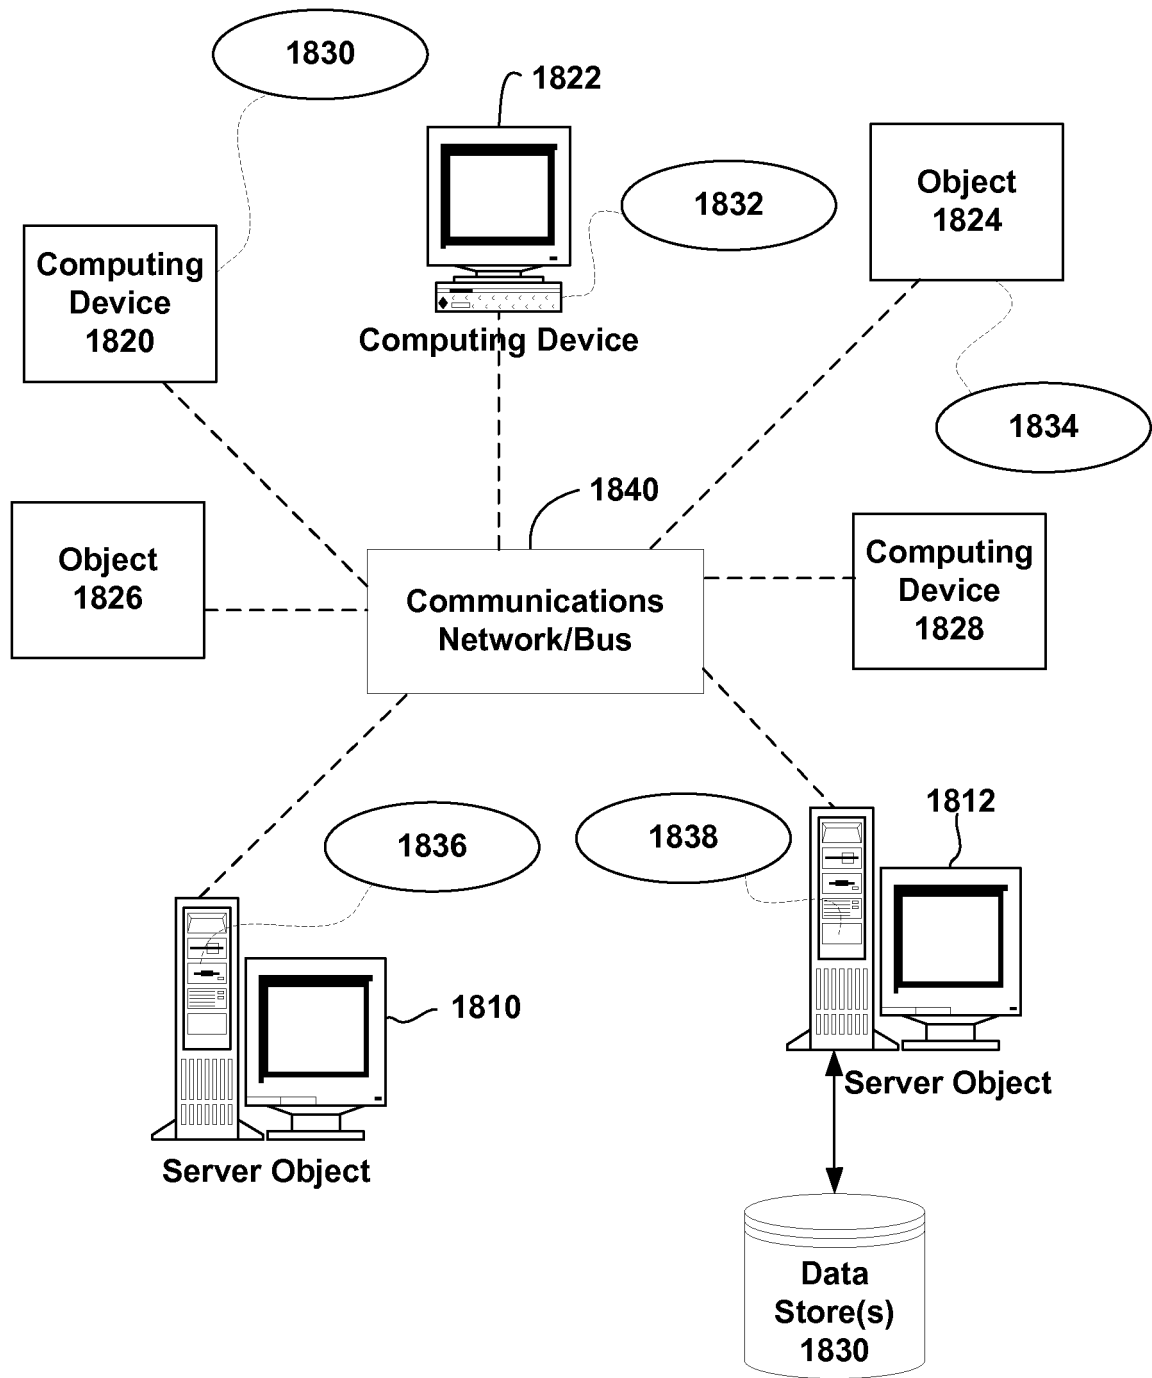 1830
1822
Object
1824
1832
Computing
Device
1820
Computing Device
1834
1840
Object
1826
Computing
Device
1828
Communications
Network/Bus
1812
1836
1838
1810
Server Object
Server Object
Data
Store(s)
1830